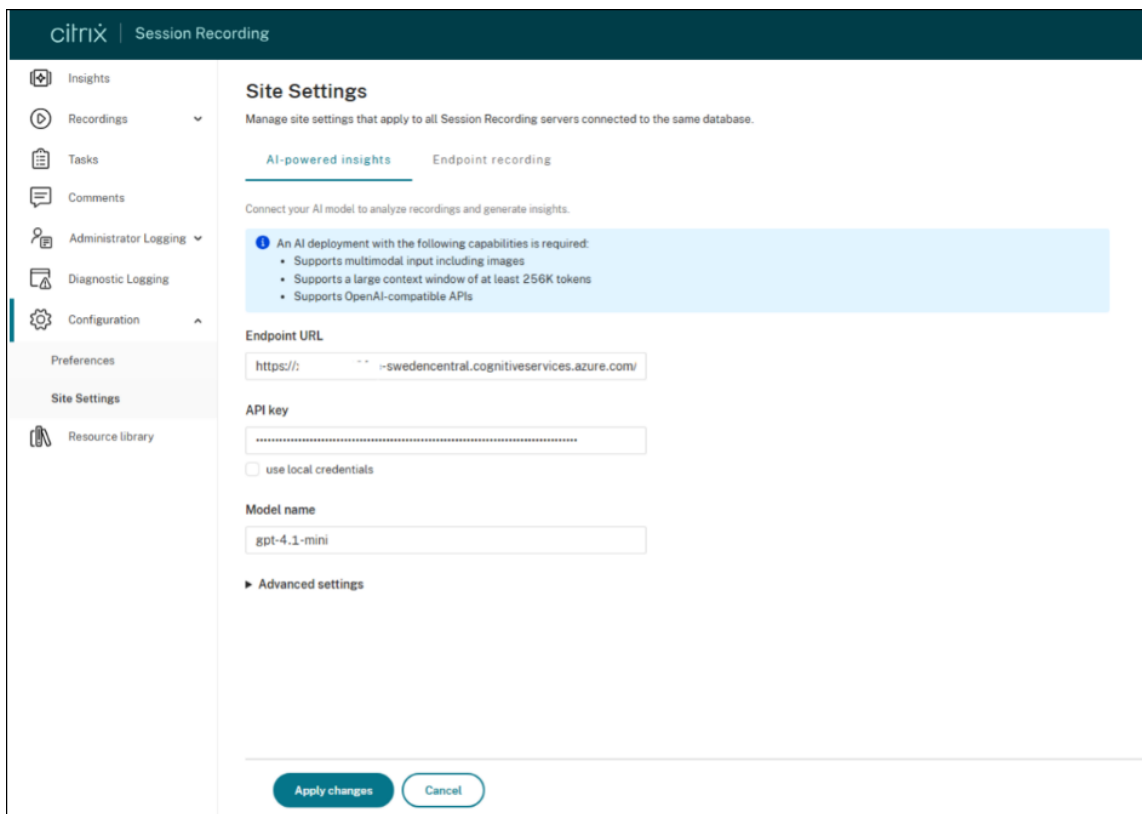 citrix | Session Recording
Insights
Recordings
Tasks
Comments
Administrator Logging
Diagnostic Logging
Configuration
Preferences
Site Settings
Resource library
Site Settings
Manage site settings that apply to all Session Recording servers connected to the same database.
AI-powered insights Endpoint recording
Connect your AI model to analyze recordings and generate insights.
An AI deployment with the following capabilities is required:
• Supports multimodal input including images
• Supports a large context window of at least 256K tokens
• Supports OpenAI-compatible APIs
Endpoint URL
https:// -swedencentral.cognitiveservices.azure.com/
API key
use local credentials
Model name
gpt-4.1-mini
Advanced settings
Apply changes Cancel